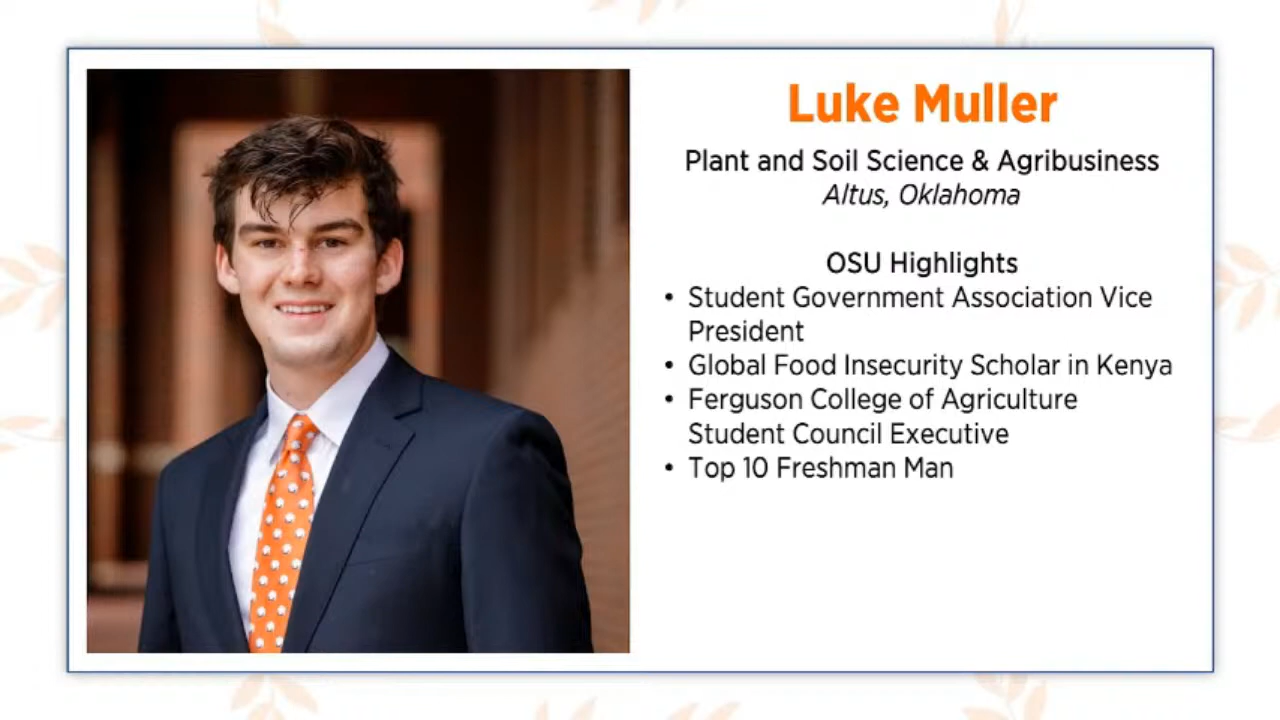 Luke Muller
Plant and Soil Science & Agribusiness
Altus, Oklahoma
OSU Highlights
• Student Government Association Vice
President
• Global Food Insecurity Scholar in Kenya
• Ferguson College of Agriculture
Student Council Executive
• Top 10 Freshman Man